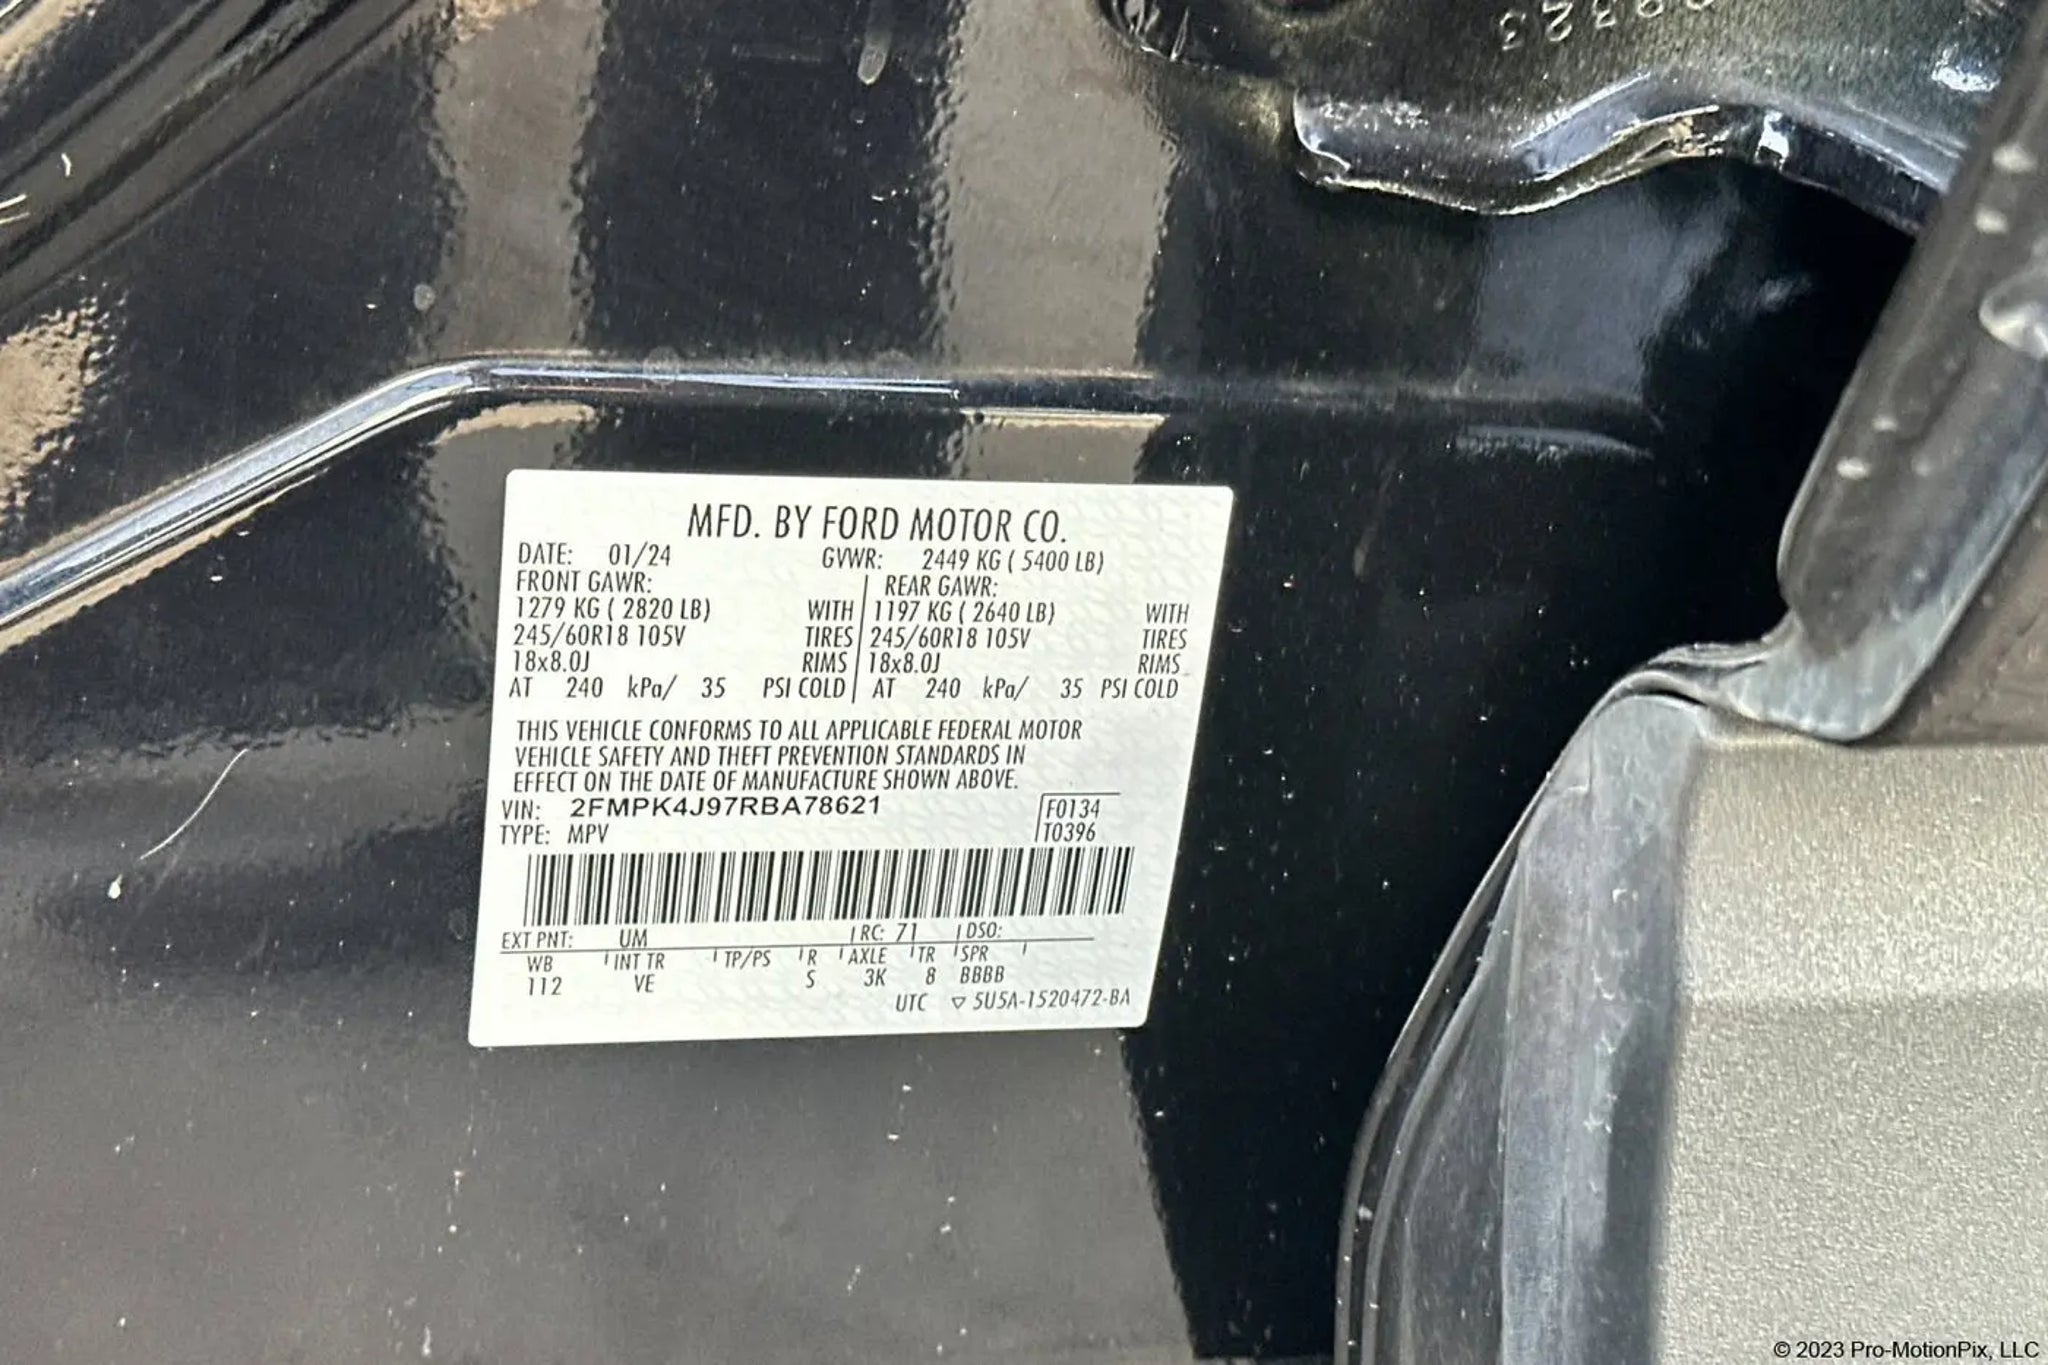 9323
MFD. BY FORD MOTOR CO.
DATE: 01/24 GVWR: 2449 KG ( 5400 LB)
FRONT GAWR: REAR GAWR:
1279 KG ( 2820 LB) WITH 1197 KG ( 2640 LB) WITH
245/60R18 105V TIRES 245/60R18 105V TIRES
18x8.0J RIMS 18x8.0J RIMS
AT 240 kPa/ 35 PSI COLD AT 240 kPa/ 35 PSI COLD
THIS VEHICLE CONFORMS TO ALL APPLICABLE FEDERAL MOTOR
VEHICLE SAFETY AND THEFT PREVENTION STANDARDS IN
EFFECT ON THE DATE OF MANUFACTURE SHOWN ABOVE.
VIN: 2FMPK4J97RBA78621 F0134
TYPE: MPV T0396
EXT PNT: UM RC: 71 DSO:
WB INT TR TP/PS R AXLE TR SPR
112 VE S 3K 8 BBBB
UTC ▽ 5U5A-1520472-BA
© 2023 Pro-MotionPix, LLC